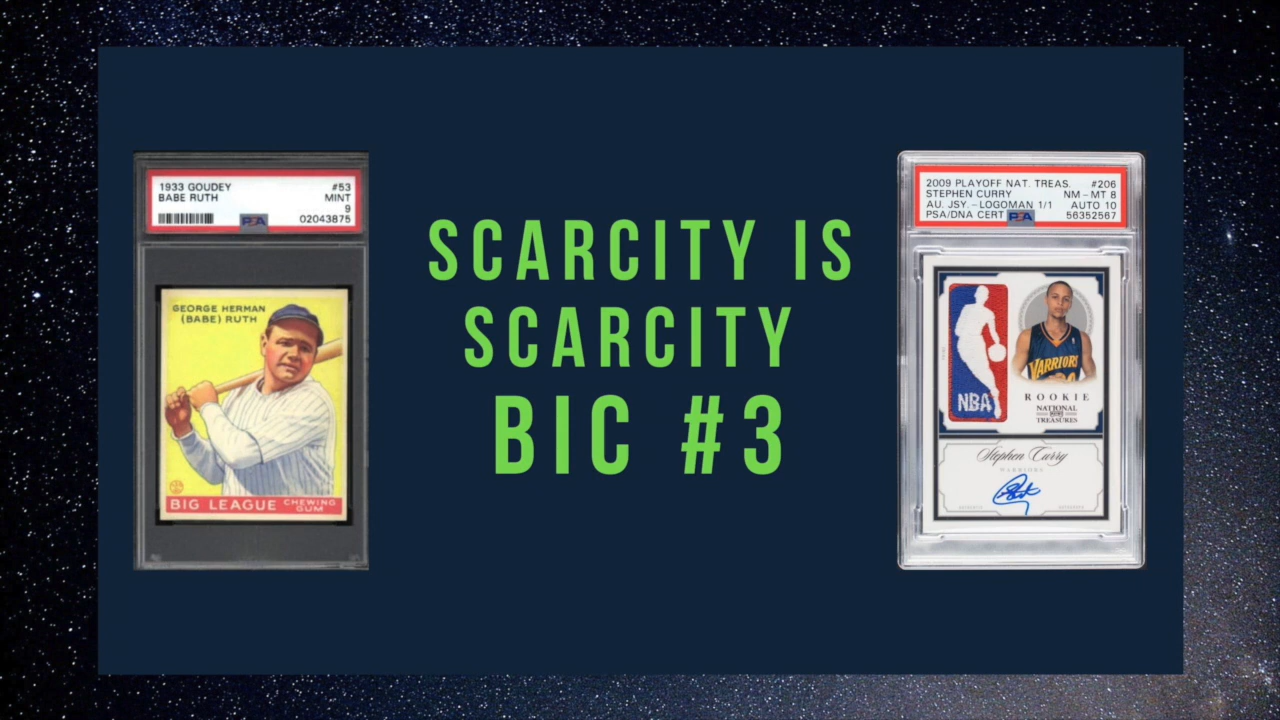 1933 GOUDEY #53
BABE RUTH MINT
9
PSA 02043875
GEORGE HERMAN
(BABE) RUTH
BIG LEAGUE CHEWING GUM
SCARCITY IS
SCARCITY
BIC #3
2009 PLAYOFF NAT. TREAS. #206
STEPHEN CURRY NM - MT 8
AU. JSY. - LOGOMAN 1/1 AUTO 10
PSA/DNA CERT PSA 56352567
NBA
WARRIORS
ROOKIE
NATIONAL
TREASURES
Stephen Curry
WARRIORS